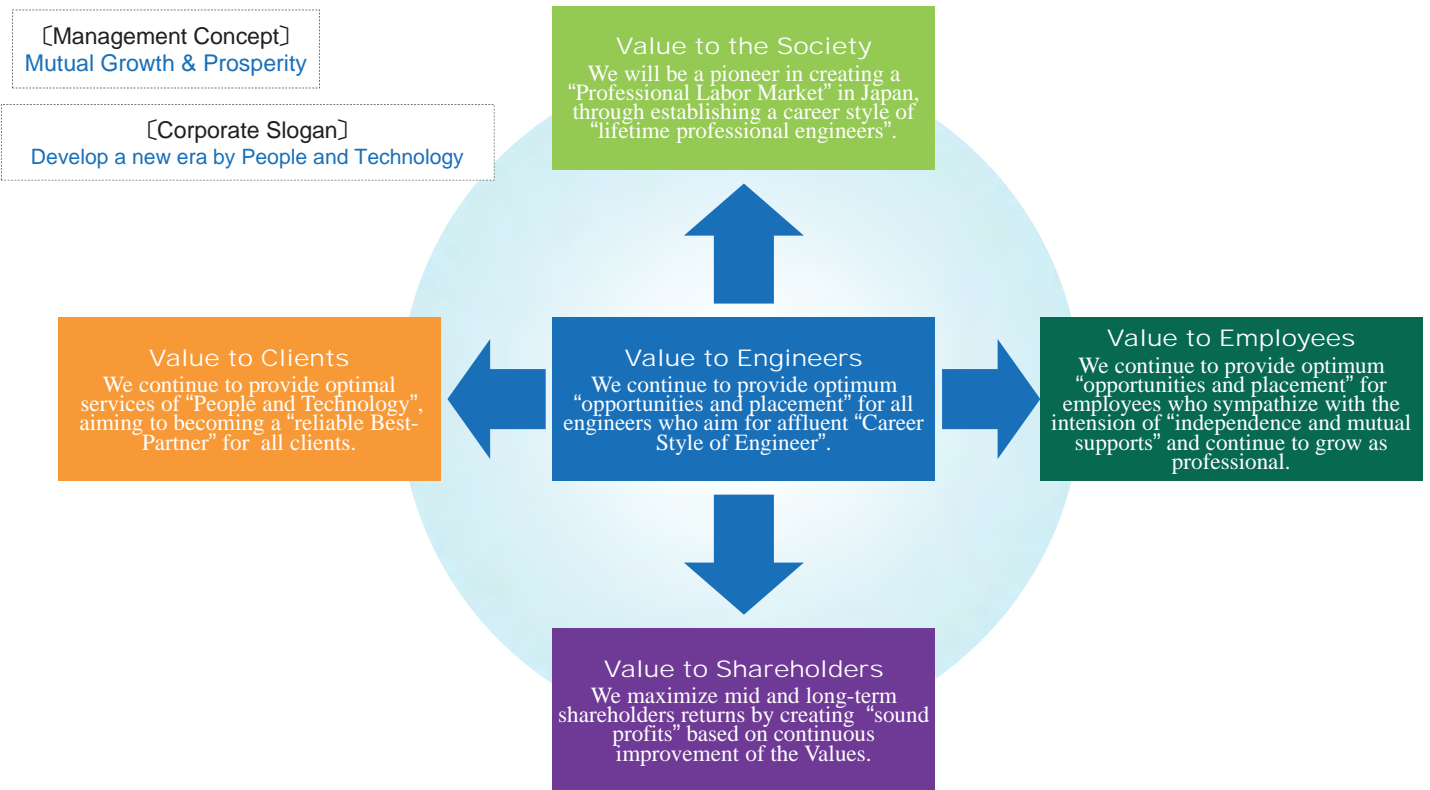 〔Management Concept〕
Mutual Growth & Prosperity
〔Corporate Slogan〕
Develop a new era by People and Technology
Value to the Society
We will be a pioneer in creating a
“Professional Labor Market” in Japan,
through establishing a career style of
“lifetime professional engineers”.
Value to Clients
We continue to provide optimal
services of “People and Technology”,
aiming to becoming a “reliable Best-
Partner” for all clients.
Value to Engineers
We continue to provide optimum
“opportunities and placement” for all
engineers who aim for affluent “Career
Style of Engineer”.
Value to Employees
We continue to provide optimum
“opportunities and placement” for
employees who sympathize with the
intension of “independence and mutual
supports” and continue to grow as
professional.
Value to Shareholders
We maximize mid and long-term
shareholders returns by creating “sound
profits” based on continuous
improvement of the Values.